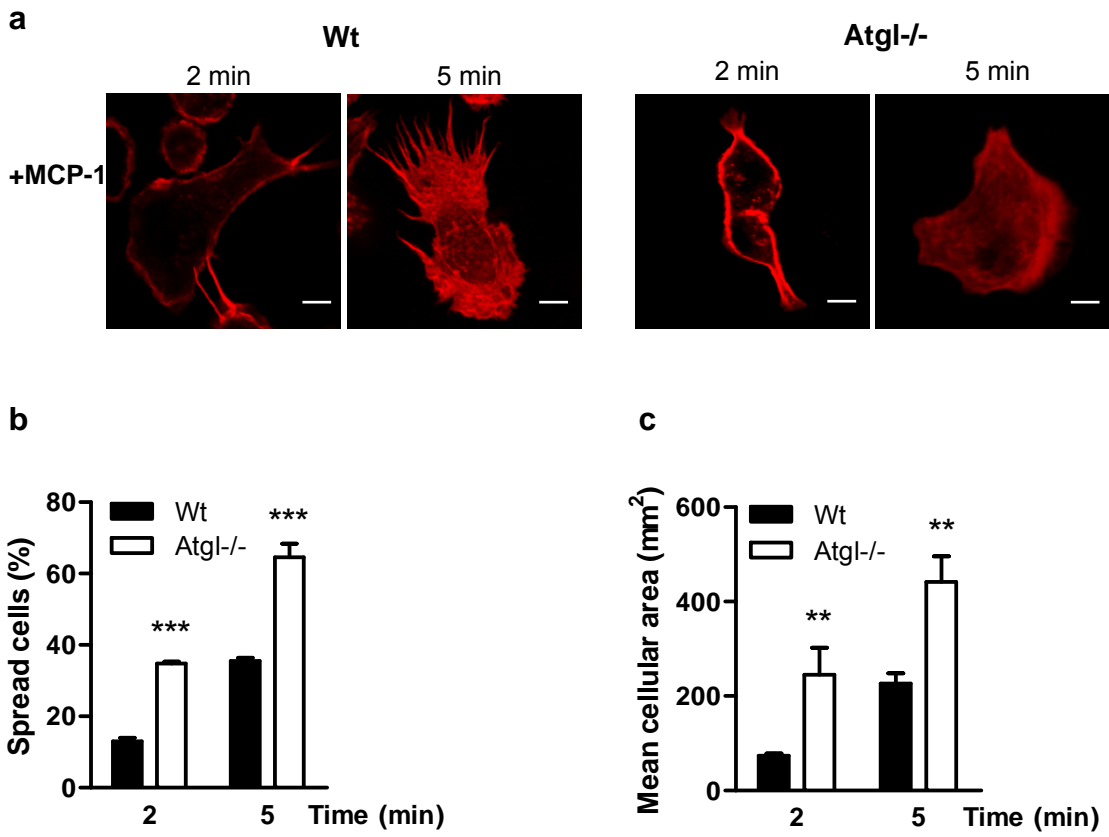 a
Wt
Atgl-/-
2 min
5 min
2 min
5 min
+MCP-1
b
c
Spread cells (%)
80
60
40
20
0
Wt
Atgl-/-
***
***
2
5
Time (min)
Mean cellular area (mm²)
600
400
200
0
Wt
Atgl-/-
**
**
2
5
Time (min)